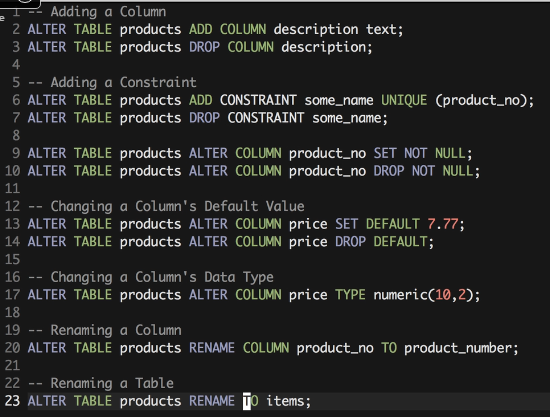 e
1 -- Adding a Column
2 ALTER TABLE products ADD COLUMN description text;
3 ALTER TABLE products DROP COLUMN description;
4
5 -- Adding a Constraint
6 ALTER TABLE products ADD CONSTRAINT some_name UNIQUE (product_no);
7 ALTER TABLE products DROP CONSTRAINT some_name;
8
9 ALTER TABLE products ALTER COLUMN product_no SET NOT NULL;
10 ALTER TABLE products ALTER COLUMN product_no DROP NOT NULL;
11
12 -- Changing a Column's Default Value
13 ALTER TABLE products ALTER COLUMN price SET DEFAULT 7.77;
14 ALTER TABLE products ALTER COLUMN price DROP DEFAULT;
15
16 -- Changing a Column's Data Type
17 ALTER TABLE products ALTER COLUMN price TYPE numeric(10,2);
18
19 -- Renaming a Column
20 ALTER TABLE products RENAME COLUMN product_no TO product_number;
21
22 -- Renaming a Table
23 ALTER TABLE products RENAME TO items;